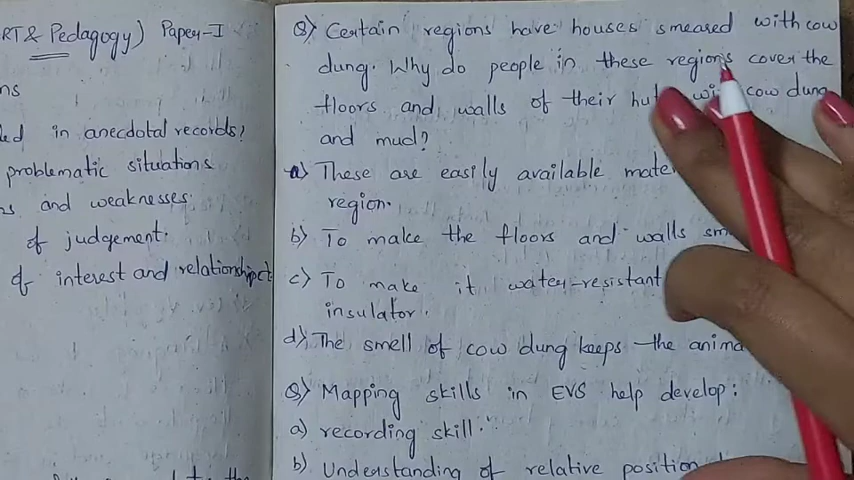 RT & Pedagogy) Paper-I
ns
ed in anecdotal records?
problematic situations
s and weaknesses.
of judgement.
of interest and relationship
Q) Certain regions have houses smeared with cow
dung. Why do people in these regions cover the
floors and walls of their hut cow dung
and mud?
a) These are easily available mate
region.
b) To make the floors and walls sm
c) To make it water-resistant
insulator.
d) The smell of cow dung keeps the anima
Q) Mapping skills in EVS help develop:
a) recording skill.
b) Understanding of relative position